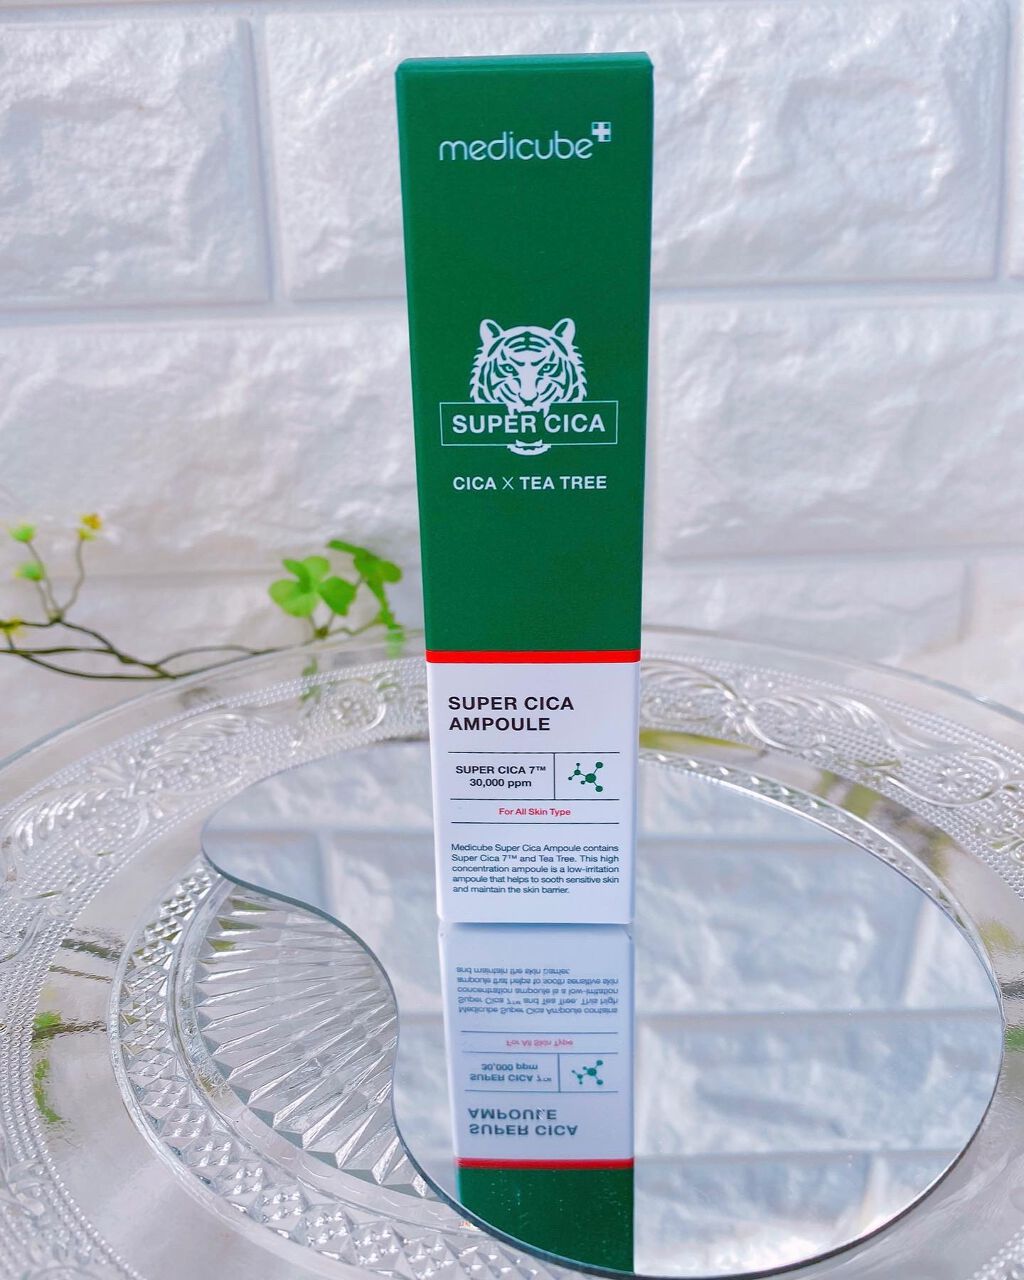 medicube
SUPER CICA
CICA X TEA TREE
SUPER CICA
AMPOULE
SUPER CICA 7™
30,000 ppm
For All Skin Type
Medicube Super Cica Ampoule contains
Super Cica 7™ and Tea Tree. This high
concentration ampoule is a low-irritation
ampoule that helps to sooth sensitive skin
and maintain the skin barrier.